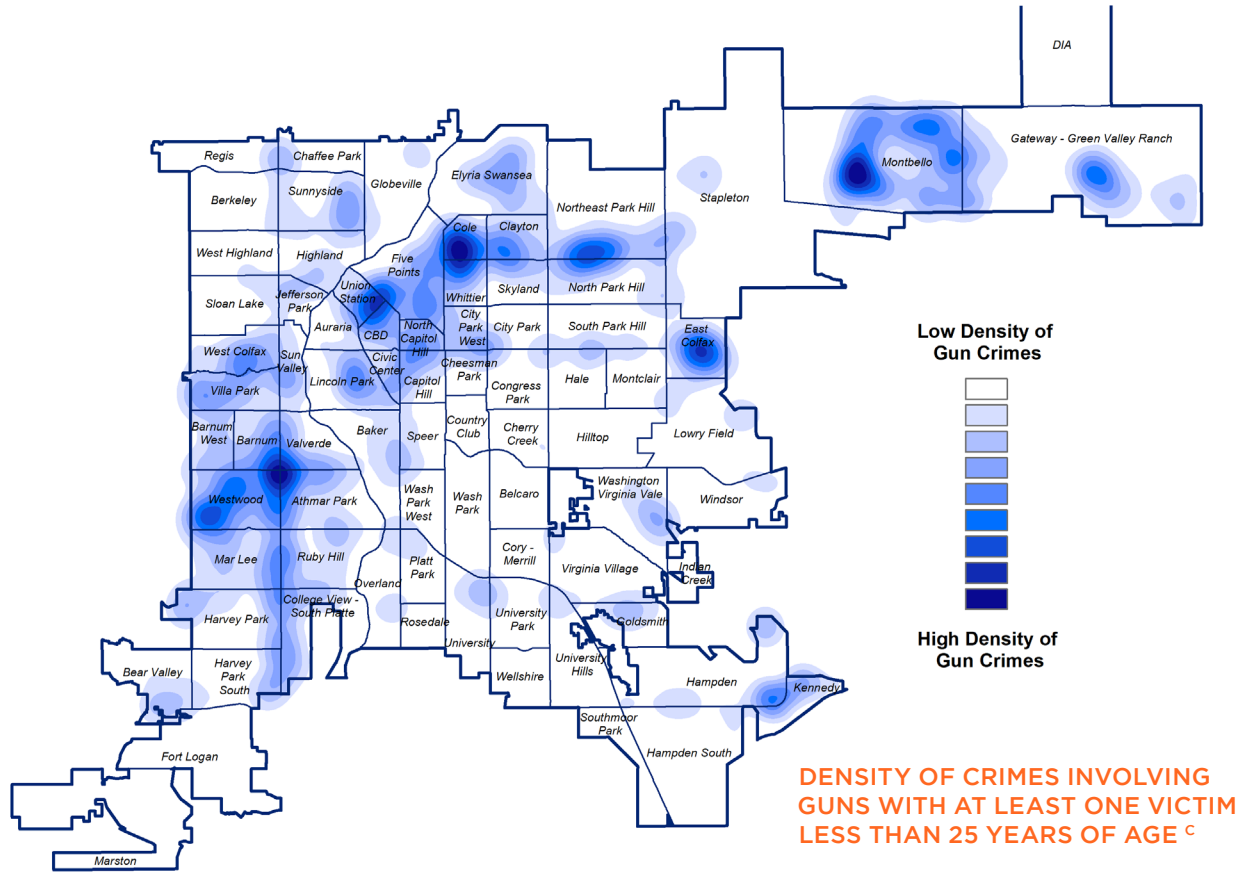 DIA
Regis
Chaffee Park
Globeville
Elyria Swansea
Montbello
Gateway - Green Valley Ranch
Berkeley
Sunnyside
Northeast Park Hill
Stapleton
West Highland
Highland
Five
Points
Cole
Clayton
Sloan Lake
Jefferson
Park
Union
Station
Whittier
Skyland
North Park Hill
Auraria
CBD
North
Capitol
Hill
City
Park
West
City Park
South Park Hill
East
Colfax
West Colfax
Sun
Valley
Villa Park
Lincoln Park
Civic
Center
Capitol
Hill
Cheesman
Park
Congress
Park
Hale
Montclair
Barnum
West
Barnum
Valverde
Baker
Speer
Country
Club
Cherry
Creek
Hilltop
Lowry Field
Westwood
Athmar Park
Wash
Park
West
Wash
Park
Belcaro
Washington
Virginia Vale
Windsor
Mar Lee
Ruby Hill
Overland
Platt
Park
Cory -
Merrill
Virginia Village
Indian
Creek
Harvey Park
College View -
South Platte
Rosedale
University
University
Park
Goldsmith
Bear Valley
Harvey
Park
South
Wellshire
University
Hills
Hampden
Kennedy
Southmoor
Park
Hampden South
Fort Logan
Marston
Low Density of
Gun Crimes
High Density of
Gun Crimes
DENSITY OF CRIMES INVOLVING
GUNS WITH AT LEAST ONE VICTIM
LESS THAN 25 YEARS OF AGE C